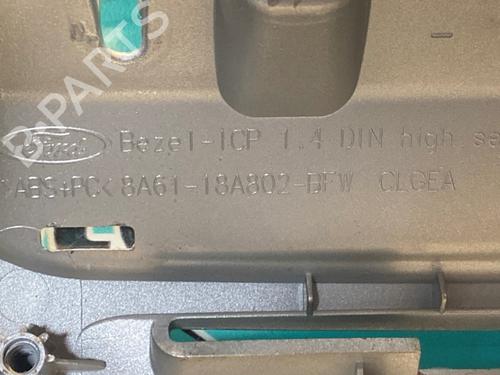 B-PARTS
Ford Bezel-ICP 1.4 DIN high se
>ABS+PC< 8A61-18A802-BFW CLGEA